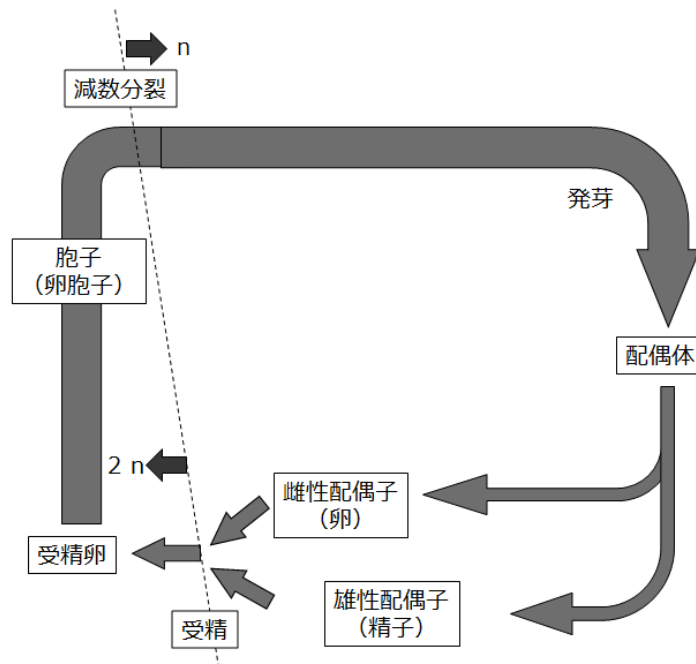 n
減数分裂
発芽
胞子
（卵胞子）
配偶体
2 n
雌性配偶子
（卵）
受精卵
雄性配偶子
（精子）
受精